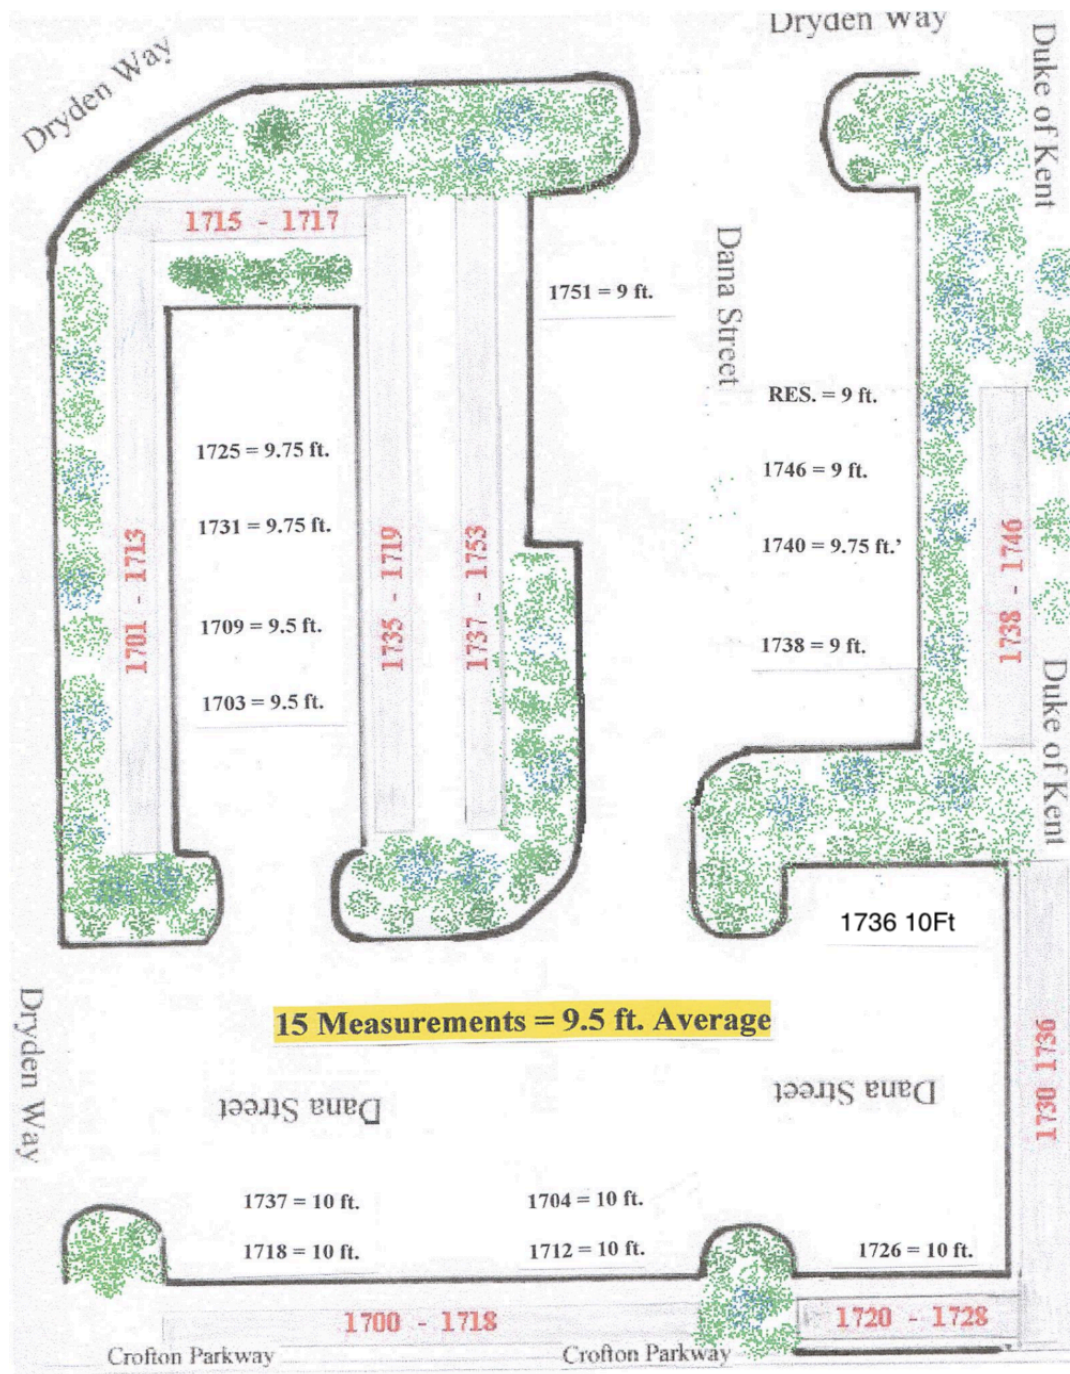 Dryden Way
Dryden Way
Duke of Kent
1715 - 1717
Dana Street
1751 = 9 ft.
RES. = 9 ft.
1725 = 9.75 ft.
1746 = 9 ft.
1731 = 9.75 ft.
1740 = 9.75 ft.’
1701 - 1713
1735 - 1719
1737 - 1753
1738 - 1746
1709 = 9.5 ft.
1738 = 9 ft.
1703 = 9.5 ft.
Duke of Kent
1736 10Ft
15 Measurements = 9.5 ft. Average
Dryden Way
Dana Street
Dana Street
1730 1736
1737 = 10 ft.
1704 = 10 ft.
1718 = 10 ft.
1712 = 10 ft.
1726 = 10 ft.
1700 - 1718
1720 - 1728
Crofton Parkway
Crofton Parkway